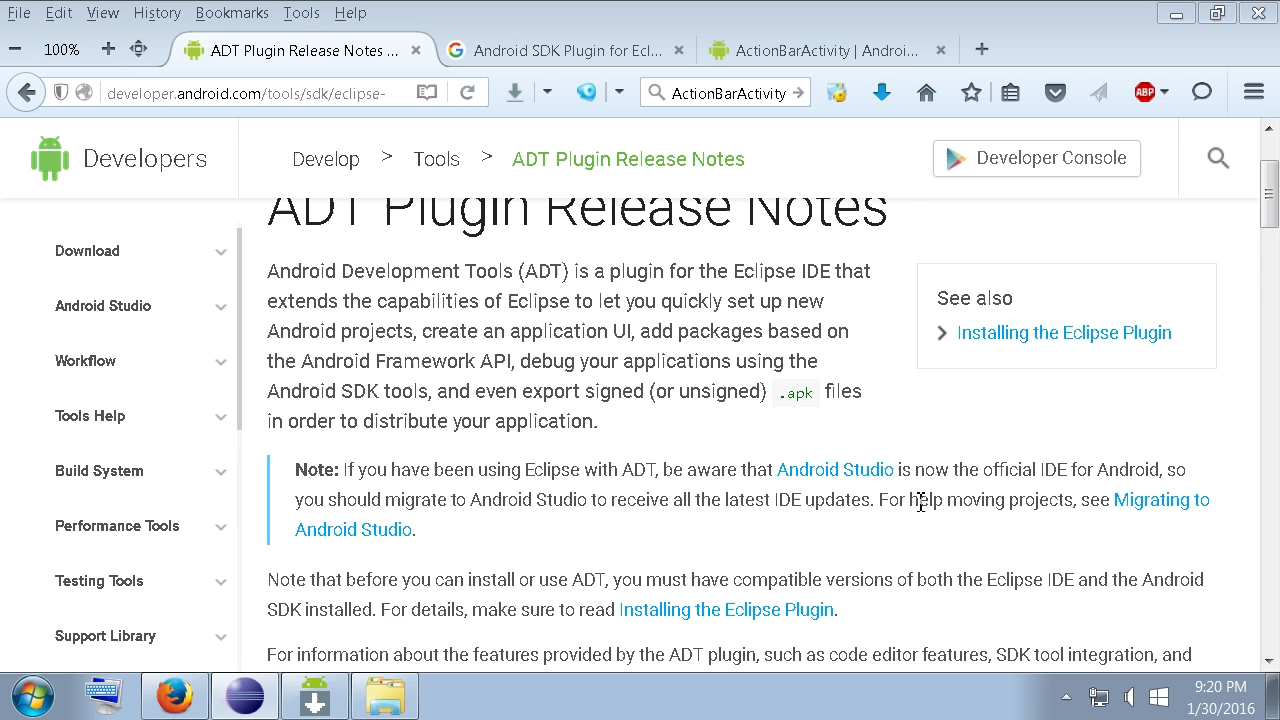 File Edit View History Bookmarks Tools Help
100%
ADT Plugin Release Notes ...
Android SDK Plugin for Ecl...
ActionBarActivity | Androi...
developer.android.com/tools/sdk/eclipse-
ActionBarActivity
ABP
Developers
Develop > Tools > ADT Plugin Release Notes
Developer Console
ADT Plugin Release Notes
Download
Android Studio
Workflow
Tools Help
Build System
Performance Tools
Testing Tools
Support Library
Android Development Tools (ADT) is a plugin for the Eclipse IDE that
extends the capabilities of Eclipse to let you quickly set up new
Android projects, create an application UI, add packages based on
the Android Framework API, debug your applications using the
Android SDK tools, and even export signed (or unsigned) .apk files
in order to distribute your application.
See also
Installing the Eclipse Plugin
Note: If you have been using Eclipse with ADT, be aware that Android Studio is now the official IDE for Android, so
you should migrate to Android Studio to receive all the latest IDE updates. For help moving projects, see Migrating to
Android Studio.
Note that before you can install or use ADT, you must have compatible versions of both the Eclipse IDE and the Android
SDK installed. For details, make sure to read Installing the Eclipse Plugin.
For information about the features provided by the ADT plugin, such as code editor features, SDK tool integration, and
9:20 PM
1/30/2016